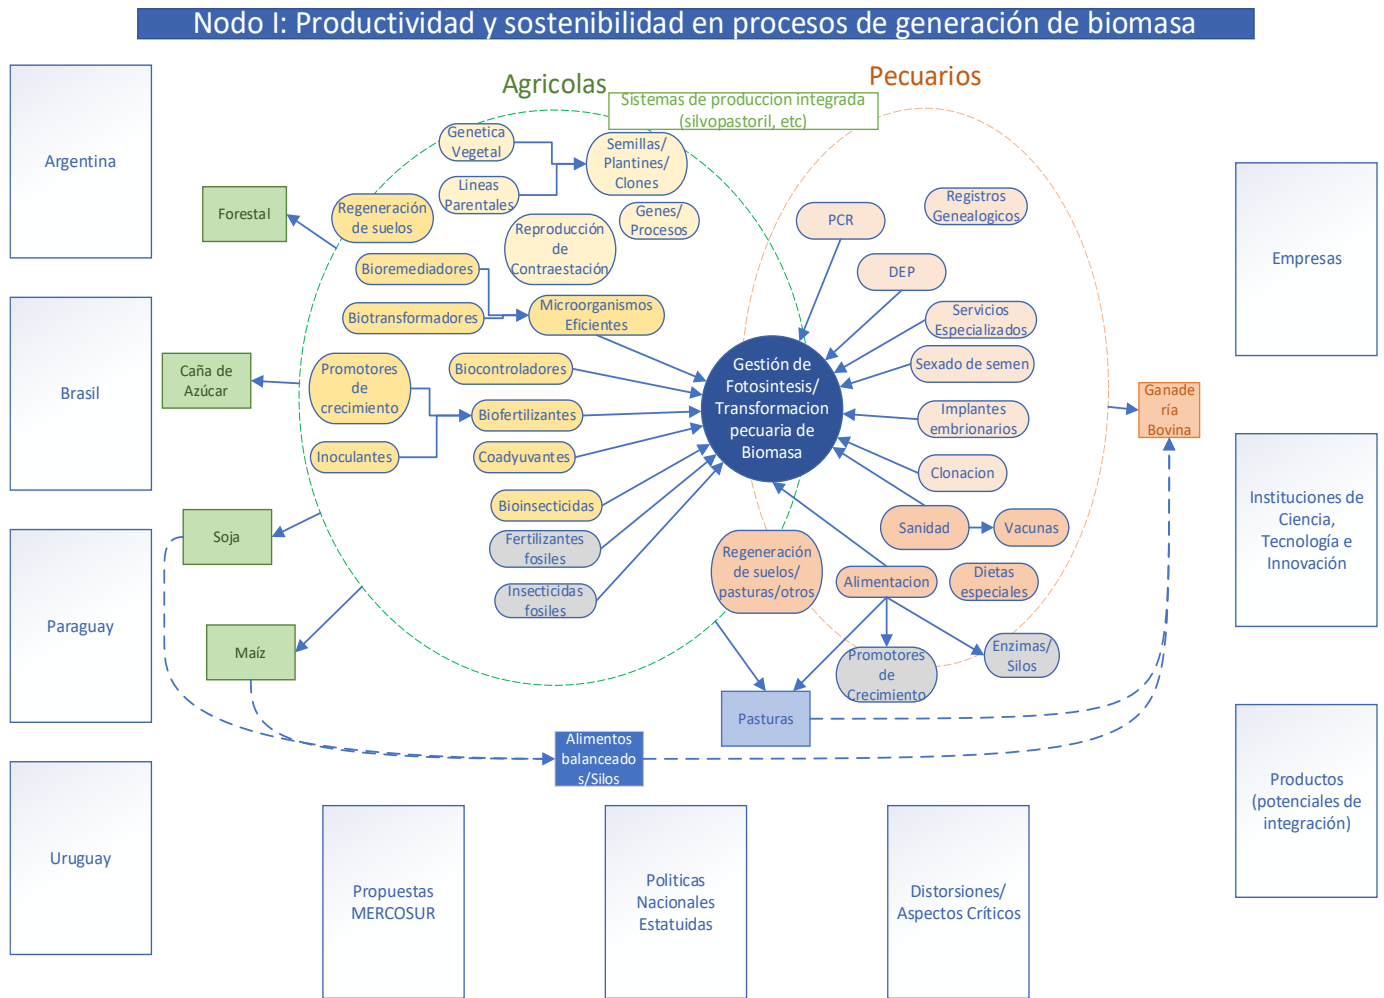 Nodo I: Productividad y sostenibilidad en procesos de generación de biomasa
Agricolas
Pecuarios
Sistemas de produccion integrada
(silvopastoril, etc)
Argentina
Brasil
Paraguay
Uruguay
Forestal
Caña de
Azúcar
Soja
Maíz
Genetica
Vegetal
Lineas
Parentales
Semillas/
Plantines/
Clones
Genes/
Procesos
Reproducción
de
Contraestación
Regeneración
de suelos
Bioremediadores
Biotransformadores
Microorganismos
Eficientes
Promotores
de
crecimiento
Inoculantes
Biocontroladores
Biofertilizantes
Coadyuvantes
Bioinsecticidas
Fertilizantes
fosiles
Insecticidas
fosiles
Gestión de
Fotosintesis/
Transformacion
pecuaria de
Biomasa
PCR
Registros
Genealogicos
DEP
Servicios
Especializados
Sexado de semen
Implantes
embrionarios
Clonacion
Sanidad
Vacunas
Regeneración
de suelos/
pasturas/otros
Alimentacion
Dietas
especiales
Promotores
de
Crecimiento
Enzimas/
Silos
Pasturas
Alimentos
balanceado
s/Silos
Ganade
ría
Bovina
Empresas
Instituciones de
Ciencia,
Tecnología e
Innovación
Productos
(potenciales de
integración)
Propuestas
MERCOSUR
Politicas
Nacionales
Estatuidas
Distorsiones/
Aspectos Críticos